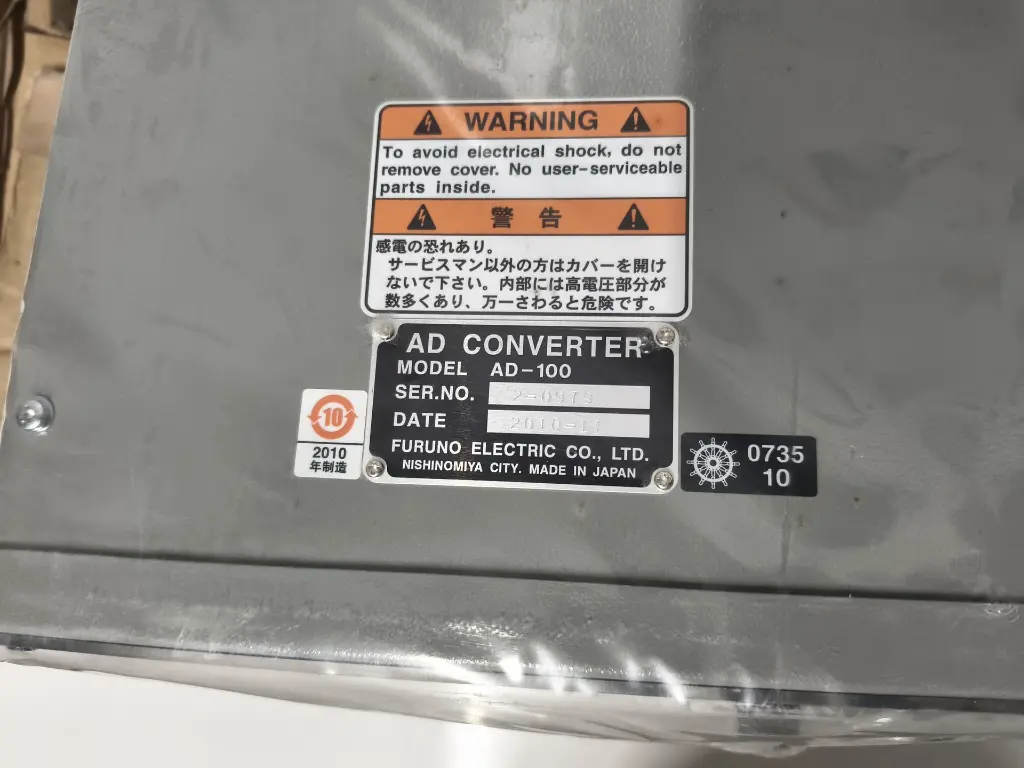 WARNING
To avoid electrical shock, do not
remove cover. No user-serviceable
parts inside.
警告
感電の恐れあり。
サービスマン以外の方はカバーを開け
ないで下さい。内部には高電圧部分が
数多くあり、万一さわると危険です。
AD CONVERTER
MODEL AD-100
SER.NO.
DATE 2010-11
FURUNO ELECTRIC CO., LTD.
NISHINOMIYA CITY. MADE IN JAPAN
10
2010
年制造
0735
10